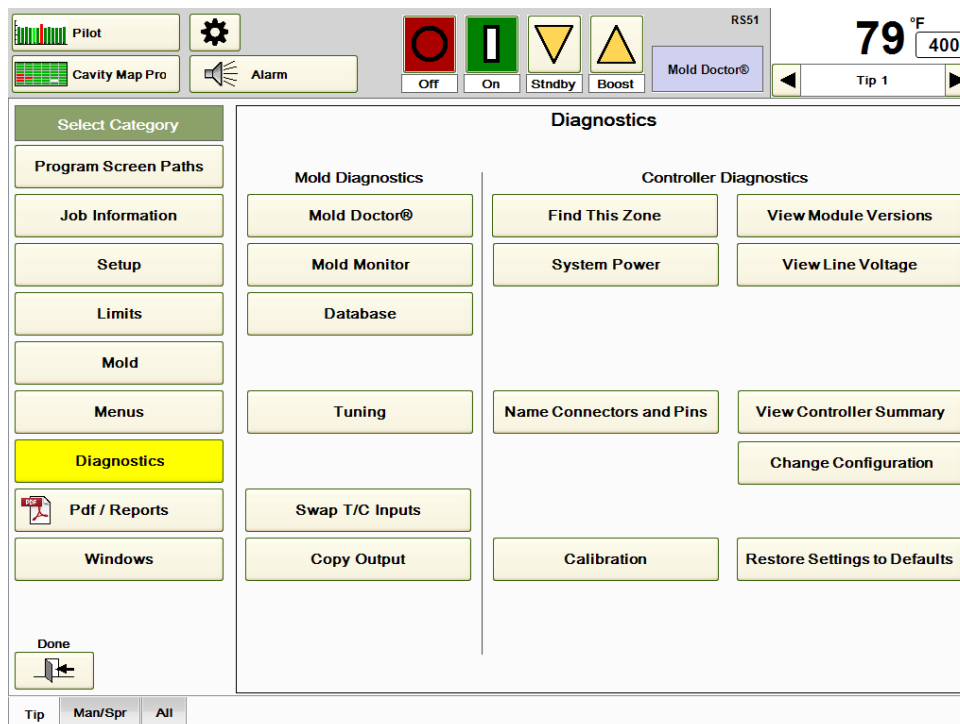 Pilot
RS51
79 °F
400
Cavity Map Pro
Alarm
Off
On
Stndby
Boost
Mold Doctor®
Tip 1
Select Category
Program Screen Paths
Job Information
Setup
Limits
Mold
Menus
Diagnostics
PDF
Pdf / Reports
Windows
Done
Diagnostics
Mold Diagnostics
Mold Doctor®
Mold Monitor
Database
Tuning
Swap T/C Inputs
Copy Output
Controller Diagnostics
Find This Zone
View Module Versions
System Power
View Line Voltage
Name Connectors and Pins
View Controller Summary
Change Configuration
Calibration
Restore Settings to Defaults
Tip
Man/Spr
All